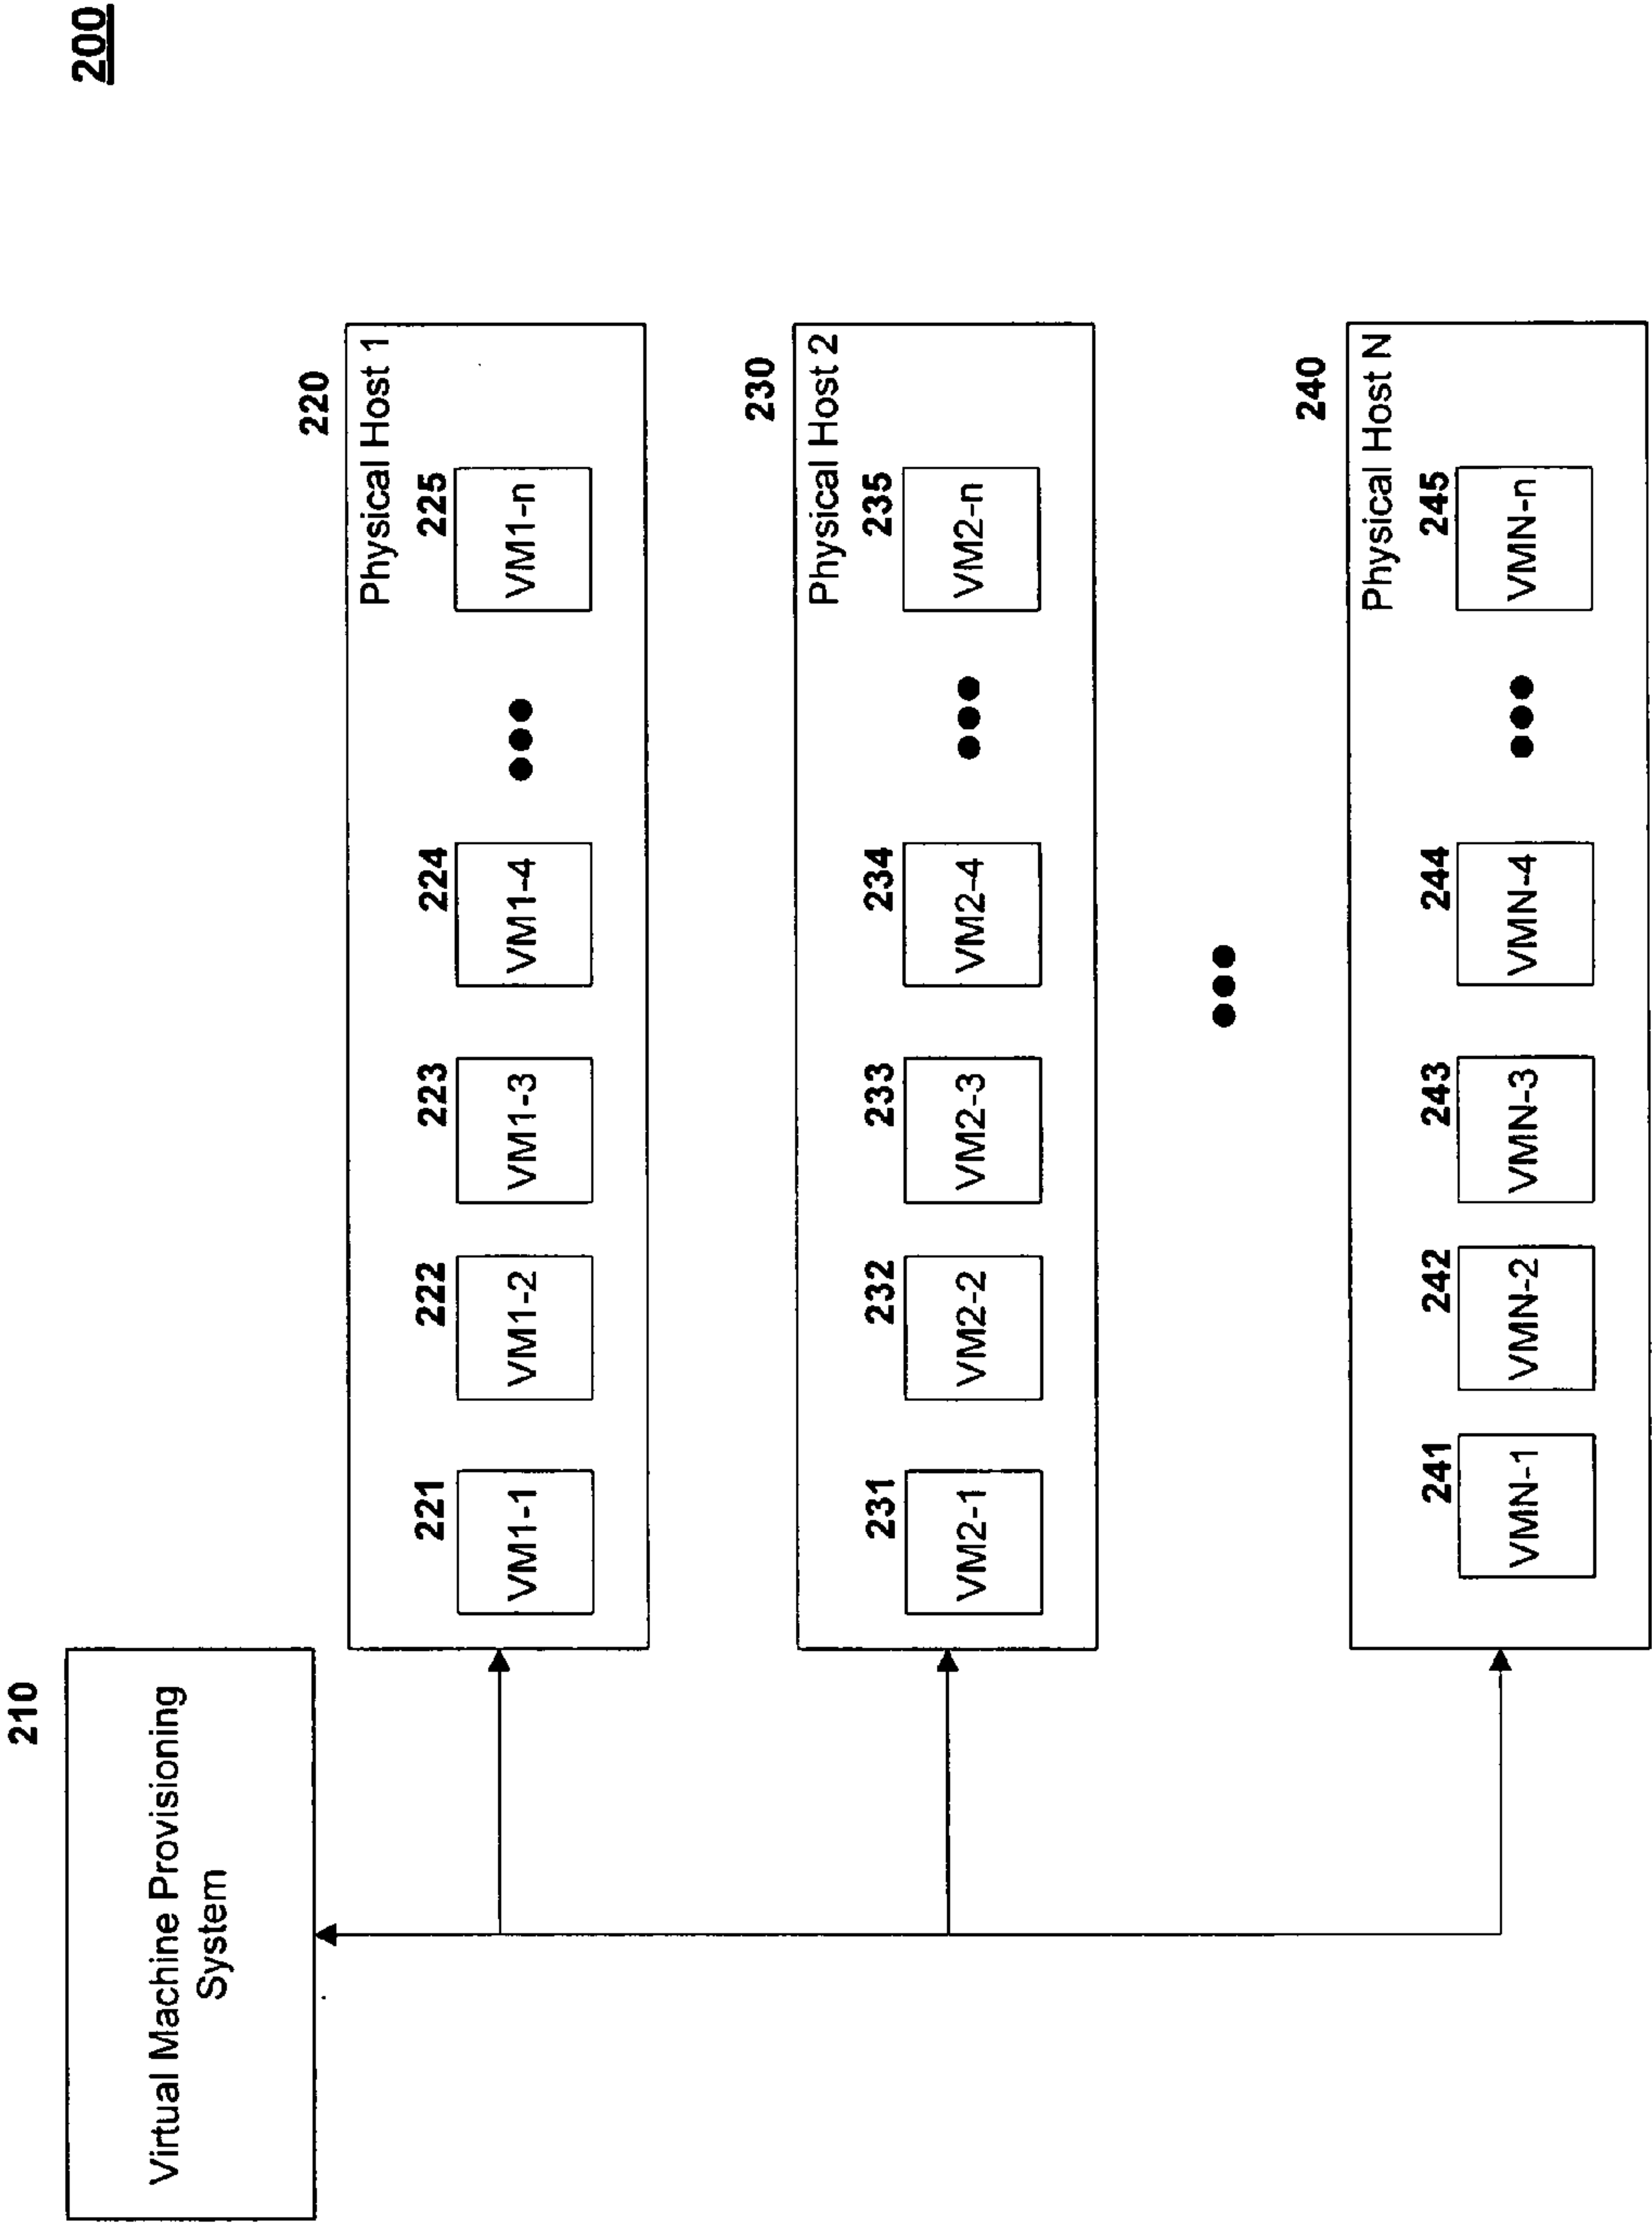 200
210
Virtual Machine Provisioning
System
220
Physical Host 1
221 222 223 224 225
VM1-1 VM1-2 VM1-3 VM1-4 VM1-n
230
Physical Host 2
231 232 233 234 235
VM2-1 VM2-2 VM2-3 VM2-4 VM2-n
240
Physical Host N
241 242 243 244 245
VMN-1 VMN-2 VMN-3 VMN-4 VMN-n